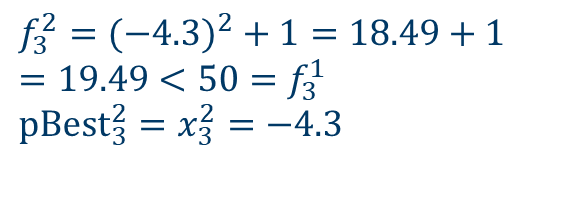 f₃² = (−4.3)² + 1 = 18.49 + 1
= 19.49 < 50 = f₃¹
pBest₃² = x₃² = −4.3